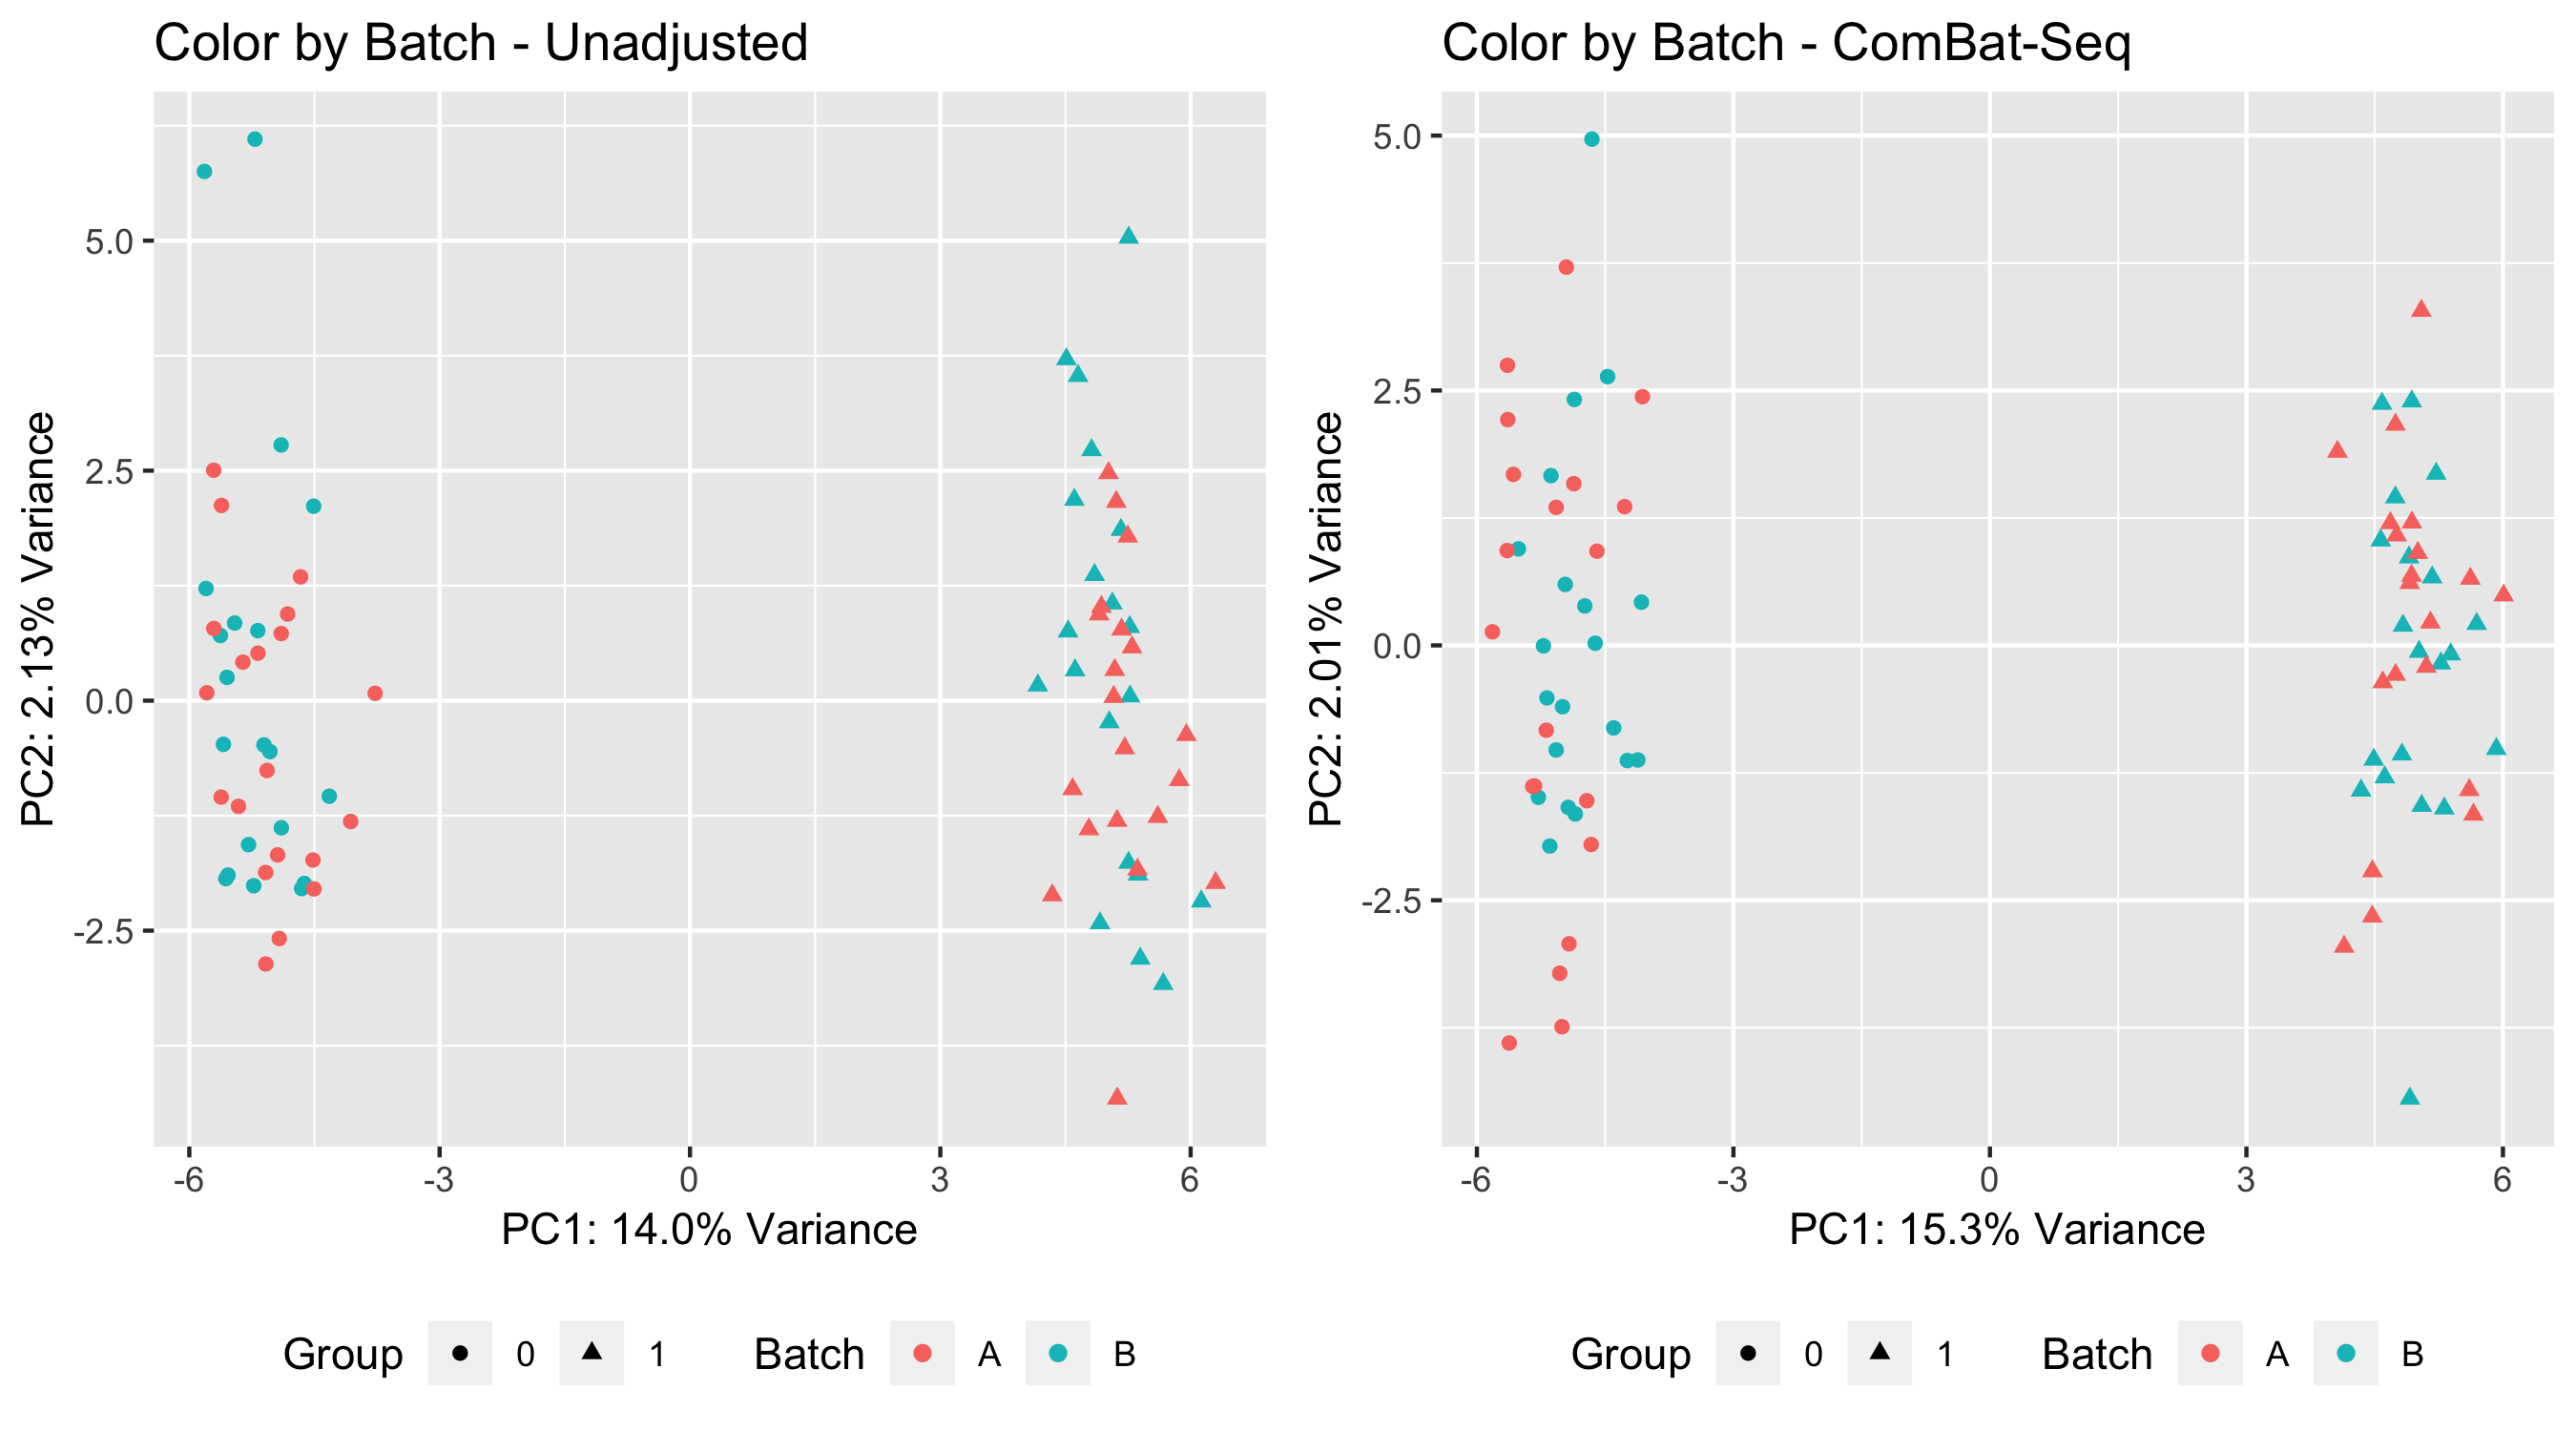 Color by Batch - Unadjusted
PC2: 2.13% Variance
5.0
2.5
0.0
-2.5
-6 -3 0 3 6
PC1: 14.0% Variance
Group 0 1 Batch A B
Color by Batch - ComBat-Seq
PC2: 2.01% Variance
5.0
2.5
0.0
-2.5
-6 -3 0 3 6
PC1: 15.3% Variance
Group 0 1 Batch A B